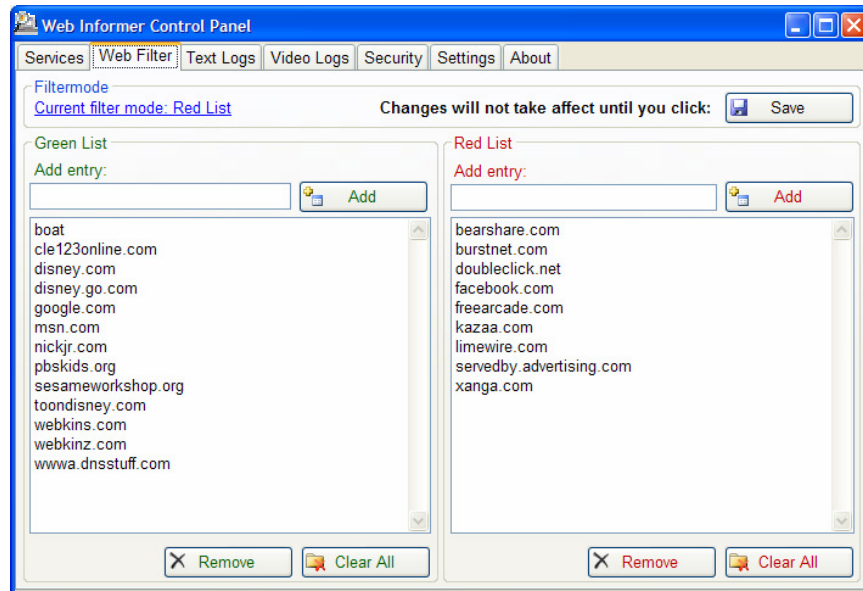 Web Informer Control Panel
Services Web Filter Text Logs Video Logs Security Settings About
Filtermode
Current filter mode: Red List Changes will not take affect until you click: Save
Green List
Add entry:
Add
boat
cle123online.com
disney.com
disney.go.com
google.com
msn.com
nickjr.com
pbskids.org
sesameworkshop.org
toondisney.com
webkins.com
webkinz.com
wwwa.dnsstuff.com
Remove Clear All
Red List
Add entry:
Add
bearshare.com
burstnet.com
doubleclick.net
facebook.com
freearcade.com
kazaa.com
limewire.com
servedby.advertising.com
xanga.com
Remove Clear All